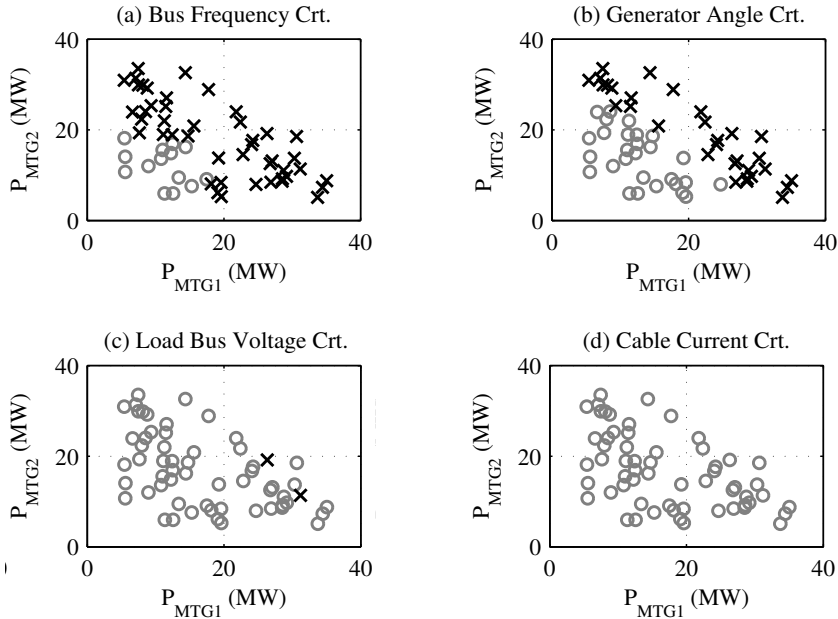 (a) Bus Frequency Crt.
40
20
0
0 20 40
P_MTG2 (MW)
P_MTG1 (MW)
(b) Generator Angle Crt.
40
20
0
0 20 40
P_MTG2 (MW)
P_MTG1 (MW)
(c) Load Bus Voltage Crt.
40
20
0
0 20 40
P_MTG2 (MW)
P_MTG1 (MW)
(d) Cable Current Crt.
40
20
0
0 20 40
P_MTG2 (MW)
P_MTG1 (MW)